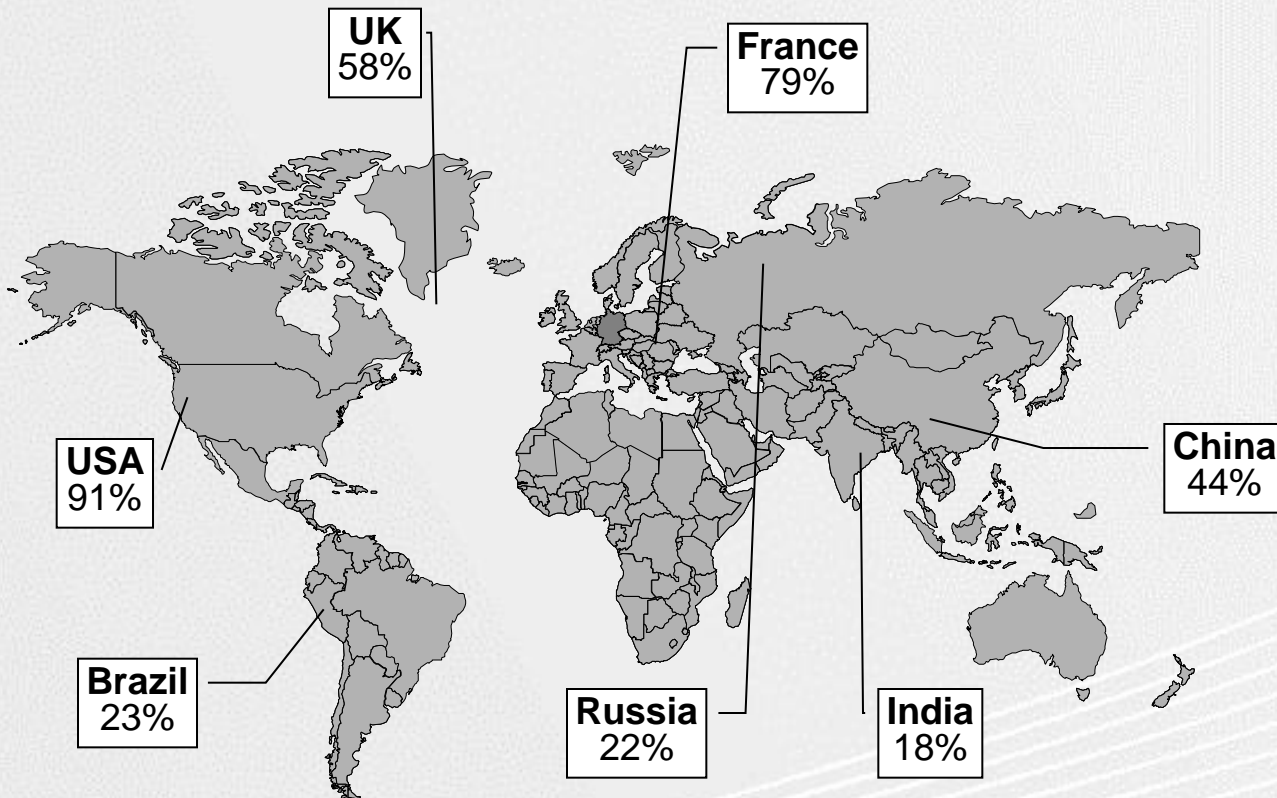 UK
58%
France
79%
USA
91%
China
44%
Brazil
23%
Russia
22%
India
18%